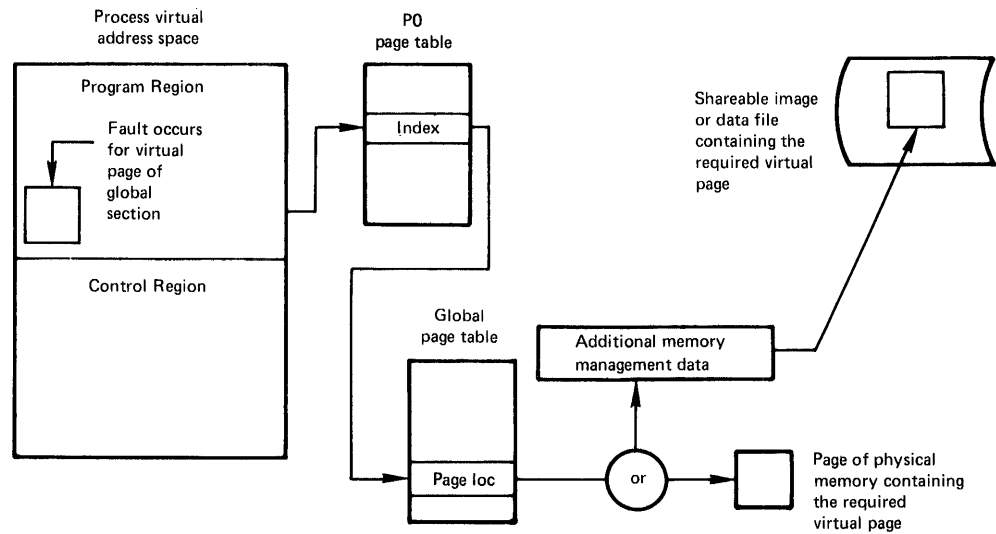 Process virtual
address space
P0
page table
Program Region
Fault occurs
for virtual
page of
global
section
Index
Shareable image
or data file
containing the
required virtual
page
Control Region
Global
page table
Additional memory
management data
Page loc
or
Page of physical
memory containing
the required
virtual page